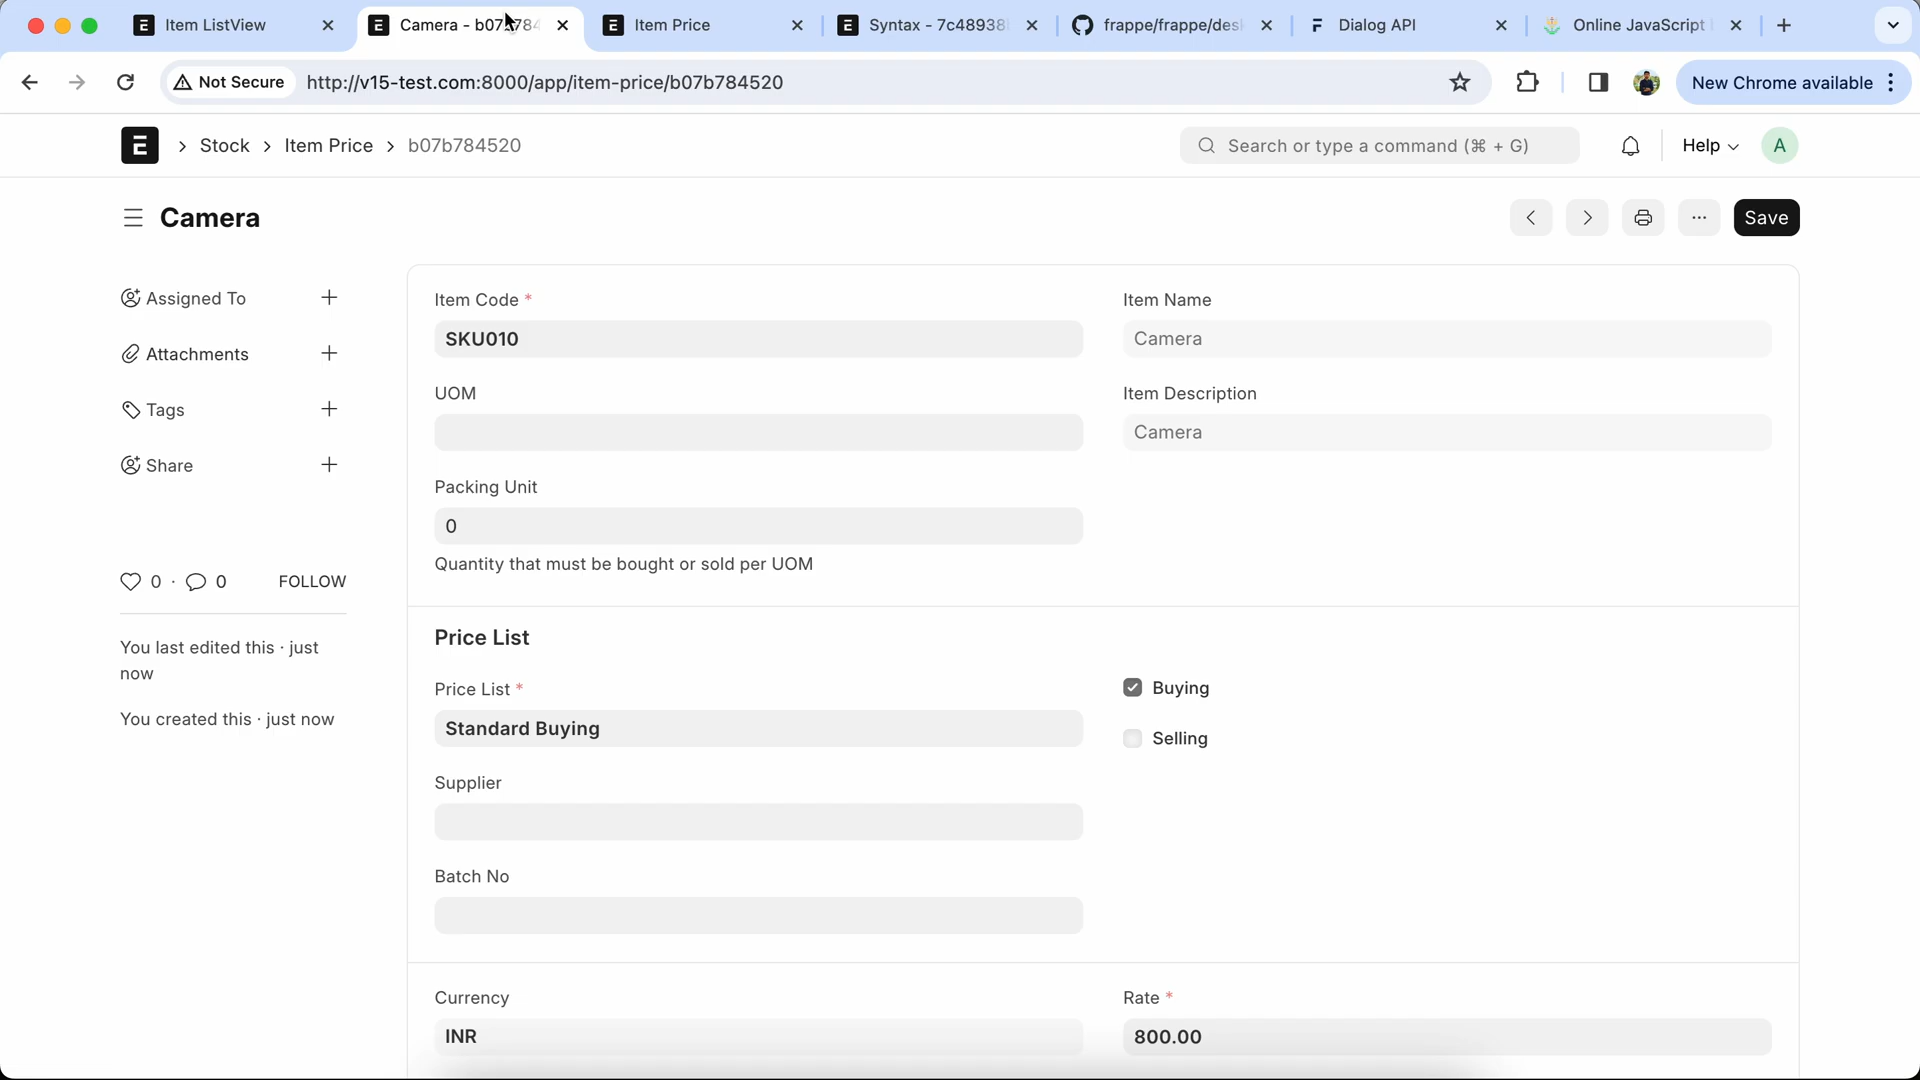 Item ListView
Camera - b07b784
Item Price
Syntax - 7c48938
frappe/frappe/desk
Dialog API
Online JavaScript
Not Secure
http://v15-test.com:8000/app/item-price/b07b784520
New Chrome available
E
Stock
Item Price
b07b784520
Search or type a command (⌘ + G)
Help
A
Camera
Save
Assigned To
Attachments
Tags
Share
0 · 0
FOLLOW
You last edited this · just
now
You created this · just now
Item Code *
SKU010
Item Name
Camera
UOM
Item Description
Camera
Packing Unit
0
Quantity that must be bought or sold per UOM
Price List
Price List *
Standard Buying
Buying
Selling
Supplier
Batch No
Currency
INR
Rate *
800.00